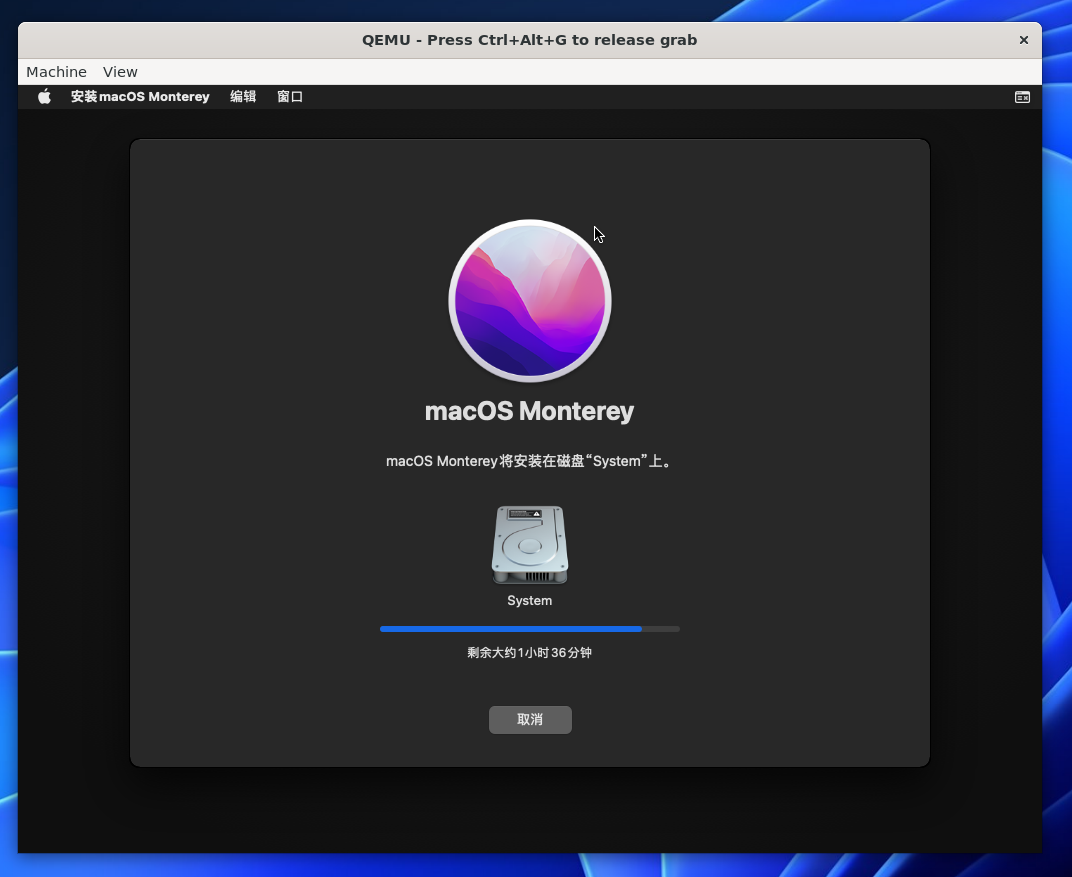 QEMU - Press Ctrl+Alt+G to release grab
Machine View
安装macOS Monterey 编辑 窗口
macOS Monterey
macOS Monterey将安装在磁盘“System”上。
System
剩余大约1小时36分钟
取消